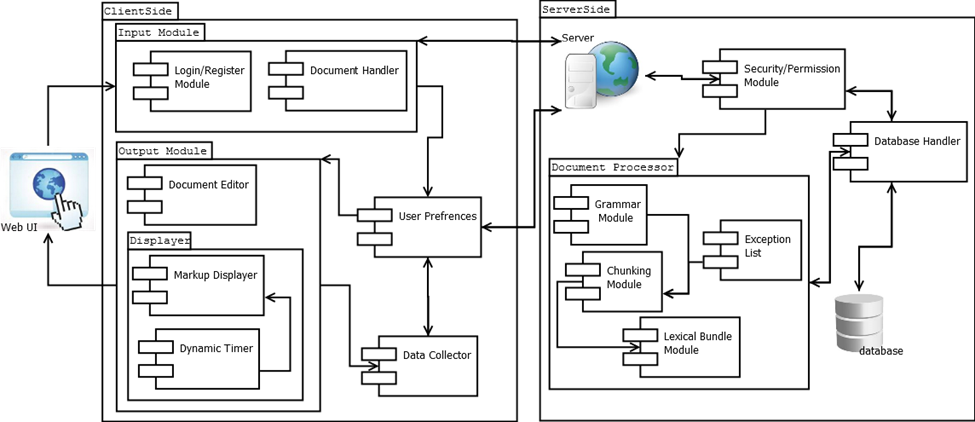 ClientSide
Input Module
Login/Register
Module
Document Handler
Output Module
Document Editor
Displayer
Markup Displayer
Dynamic Timer
User Prefrences
Data Collector
Web UI
ServerSide
Server
Security/Permission
Module
Database Handler
Document Processor
Grammar
Module
Exception
List
Chunking
Module
Lexical Bundle
Module
database